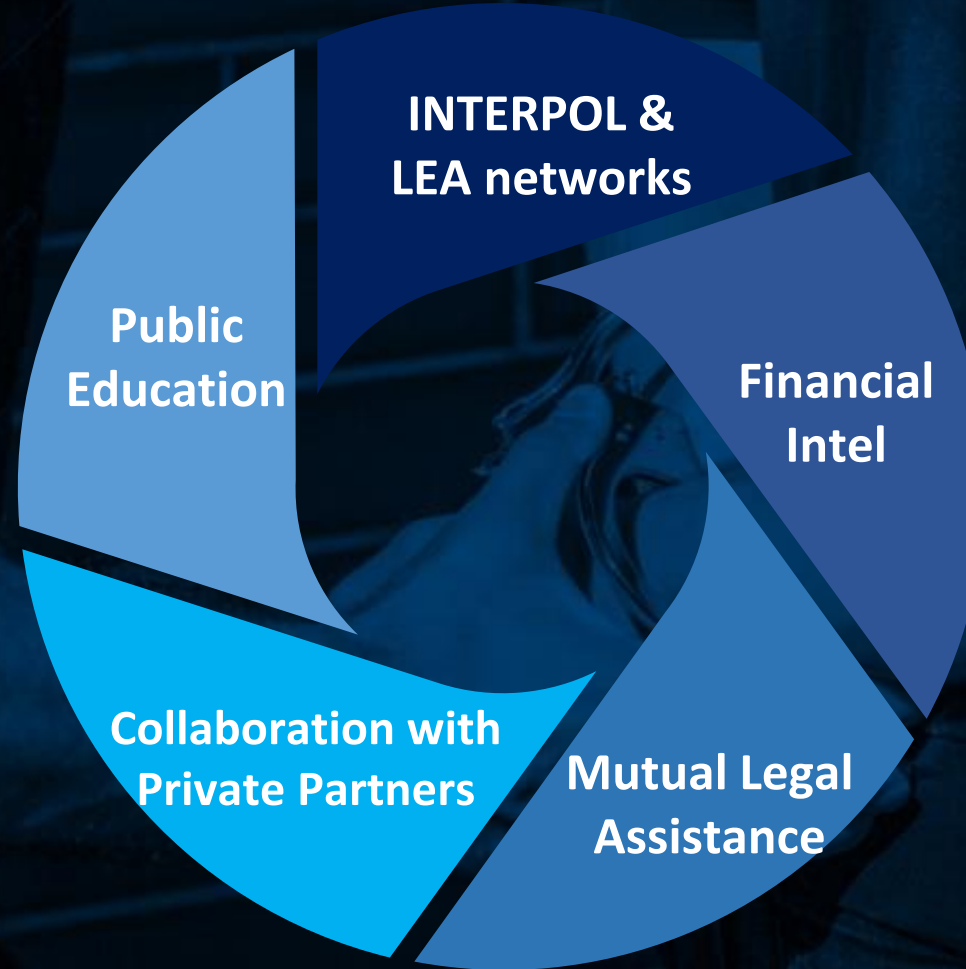 INTERPOL &
LEA networks
Financial
Intel
Mutual Legal
Assistance
Collaboration with
Private Partners
Public
Education